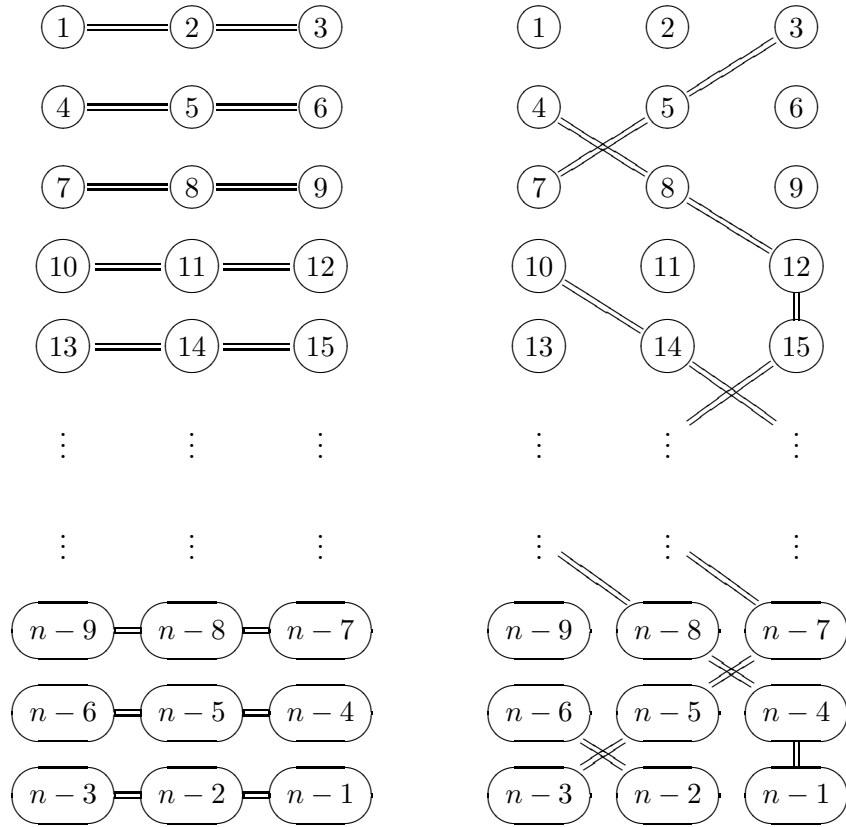 1 2 3 1 2 3
4 5 6 4 5 6
7 8 9 7 8 9
10 11 12 10 11 12
13 14 15 13 14 15
⋮ ⋮ ⋮ ⋮ ⋮ ⋮
⋮ ⋮ ⋮ ⋮ ⋮ ⋮
n − 9 n − 8 n − 7 n − 9 n − 8 n − 7
n − 6 n − 5 n − 4 n − 6 n − 5 n − 4
n − 3 n − 2 n − 1 n − 3 n − 2 n − 1